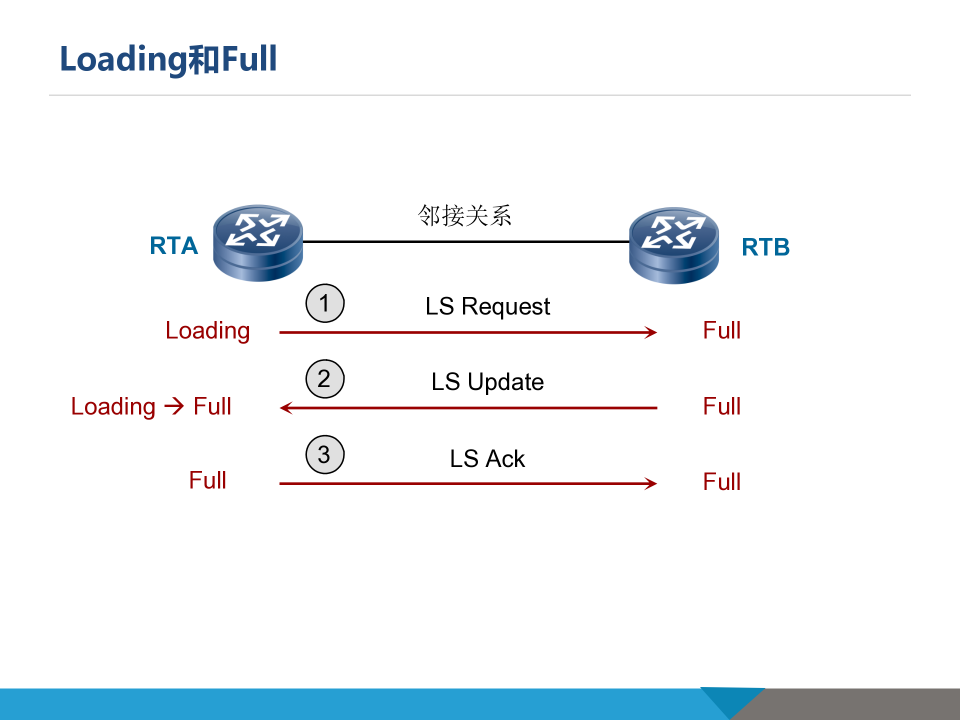 Loading和Full
邻接关系
RTA
RTB
1
LS Request
Loading
Full
2
LS Update
Loading → Full
Full
3
LS Ack
Full
Full